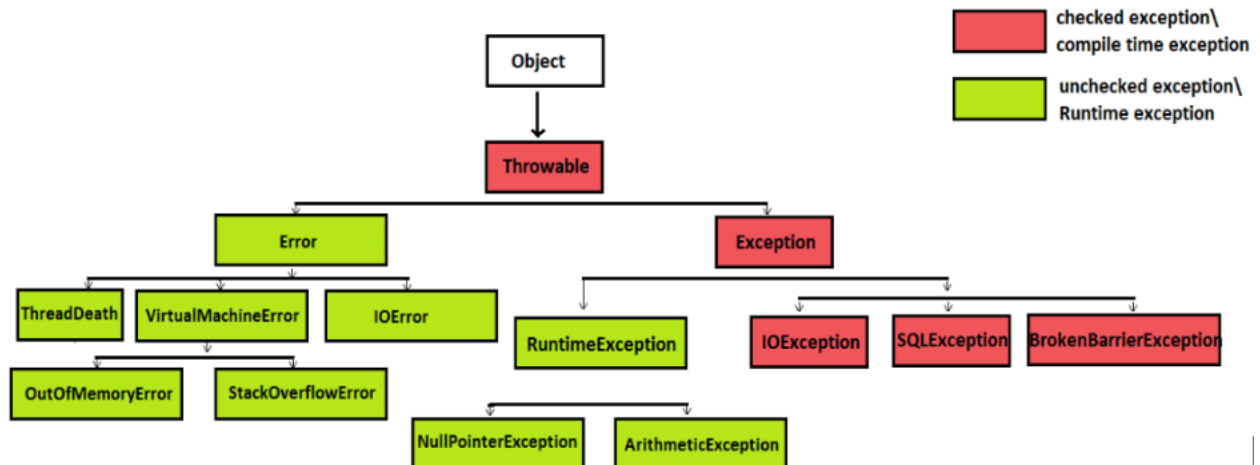 checked exception\
compile time exception
Object
unchecked exception\
Runtime exception
Throwable
Error
Exception
ThreadDeath
VirtualMachineError
IOError
RuntimeException
IOException
SQLException
BrokenBarrierException
OutOfMemoryError
StackOverflowError
NullPointerException
ArithmeticException